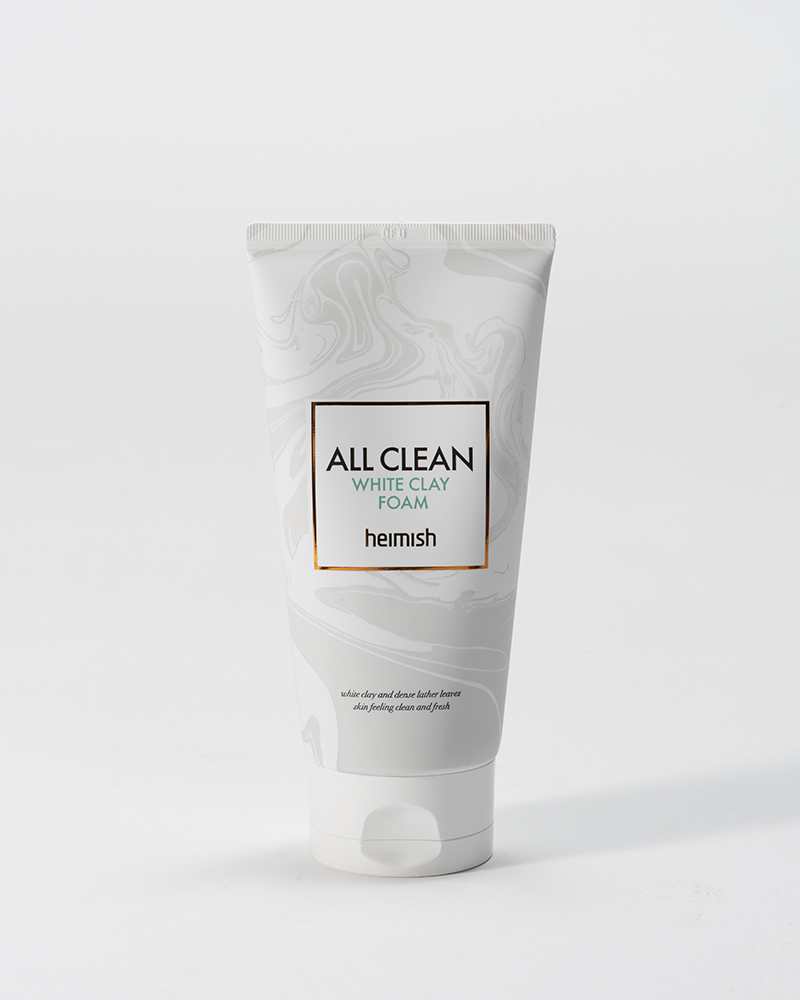 ALL CLEAN
WHITE CLAY
FOAM
heimish
white clay and dense lather leaves
skin feeling clean and fresh